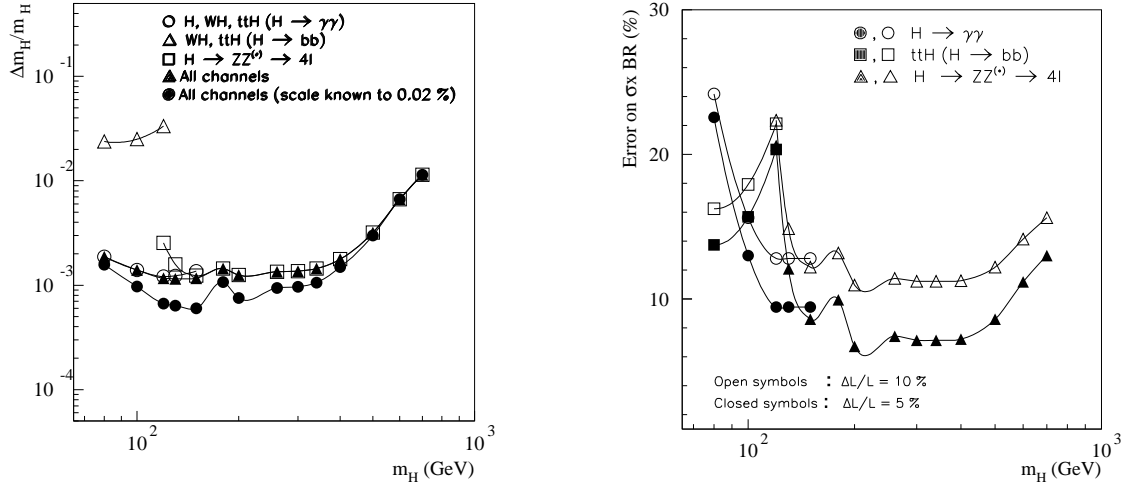 Δm_H/m_H
H, WH, ttH (H → γγ)
WH, ttH (H → bb)
H → ZZ^(*) → 4l
All channels
All channels (scale known to 0.02 %)
10^-1
10^-2
10^-3
10^-4
10^2
10^3
m_H (GeV)
Error on σx BR (%)
30
20
10
, H → γγ
, ttH (H → bb)
, H → ZZ^(*) → 4l
Open symbols : ΔL/L = 10 %
Closed symbols : ΔL/L = 5 %
10^2
10^3
m_H (GeV)